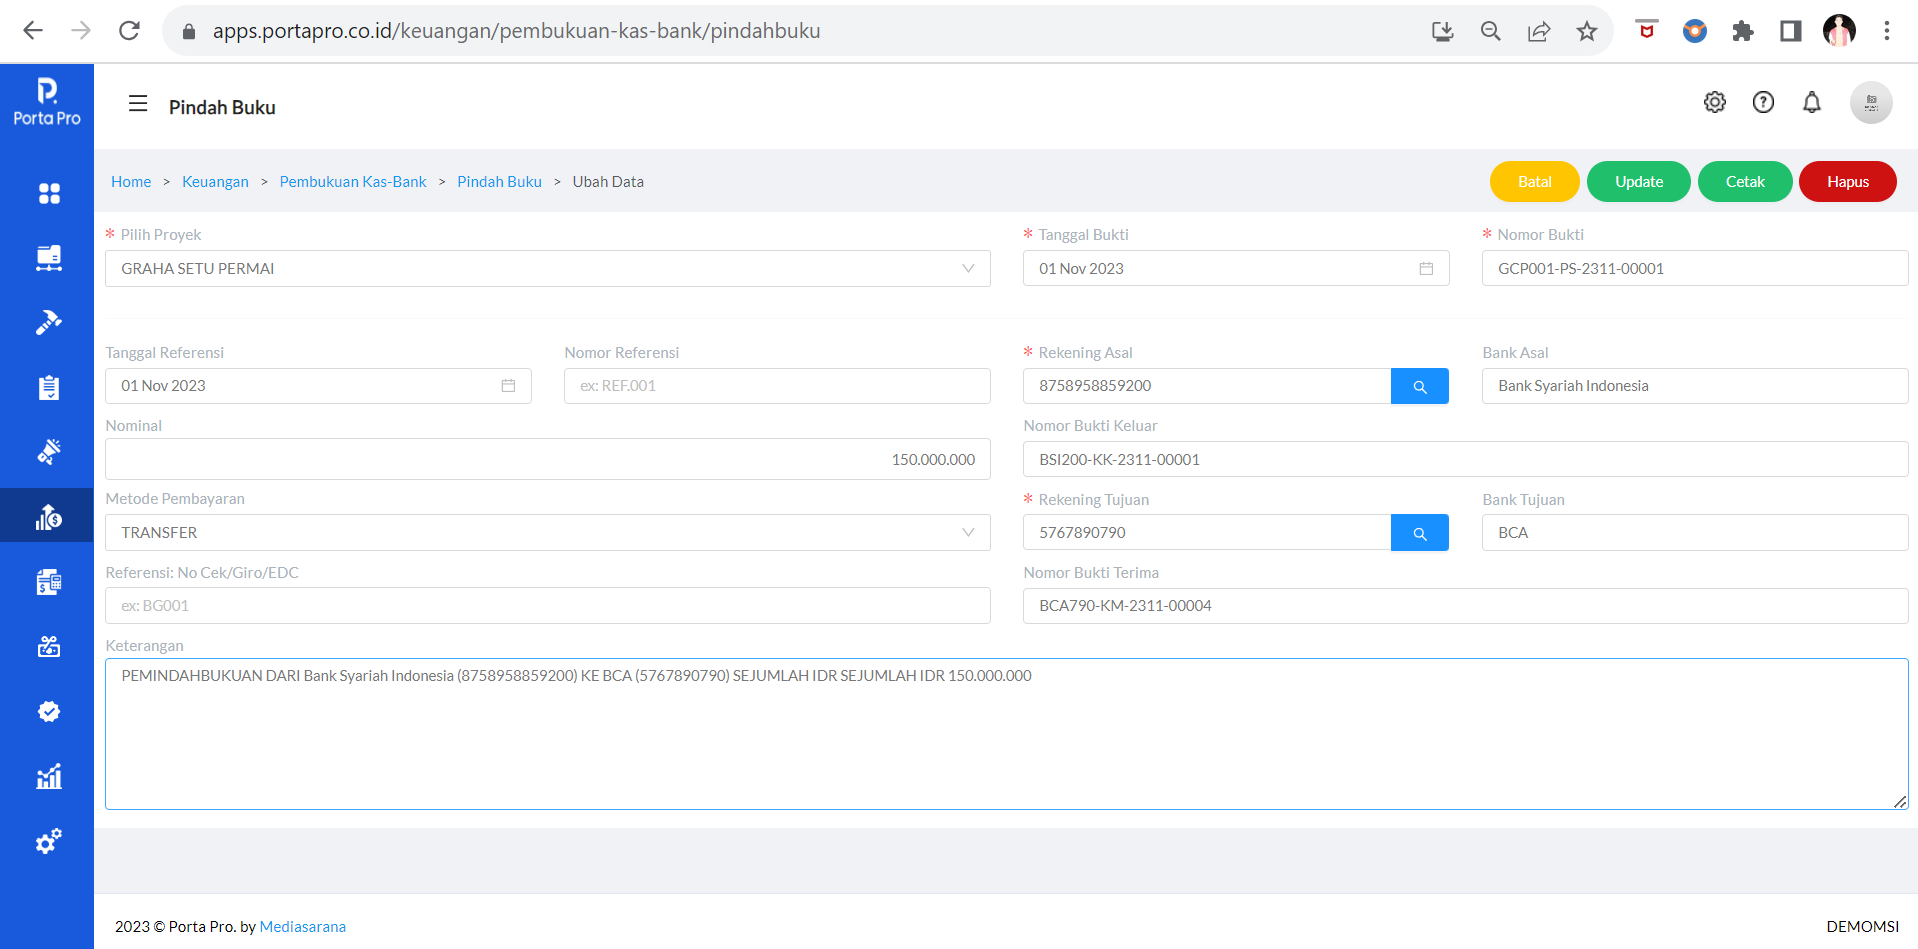 apps.portapro.co.id/keuangan/pembukuan-kas-bank/pindahbuku
Porta Pro
Pindah Buku
Home > Keuangan > Pembukuan Kas-Bank > Pindah Buku > Ubah Data
Batal
Update
Cetak
Hapus
* Pilih Proyek
* Tanggal Bukti
* Nomor Bukti
GRAHA SETU PERMAI
01 Nov 2023
GCP001-PS-2311-00001
Tanggal Referensi
Nomor Referensi
* Rekening Asal
Bank Asal
01 Nov 2023
ex: REF.001
8758958859200
Bank Syariah Indonesia
Nominal
Nomor Bukti Keluar
150.000.000
BSI200-KK-2311-00001
Metode Pembayaran
* Rekening Tujuan
Bank Tujuan
TRANSFER
5767890790
BCA
Referensi: No Cek/Giro/EDC
Nomor Bukti Terima
ex: BG001
BCA790-KM-2311-00004
Keterangan
PEMINDAHBUKUAN DARI Bank Syariah Indonesia (8758958859200) KE BCA (5767890790) SEJUMLAH IDR SEJUMLAH IDR 150.000.000
2023 © Porta Pro. by Mediasarana
DEMOMSI